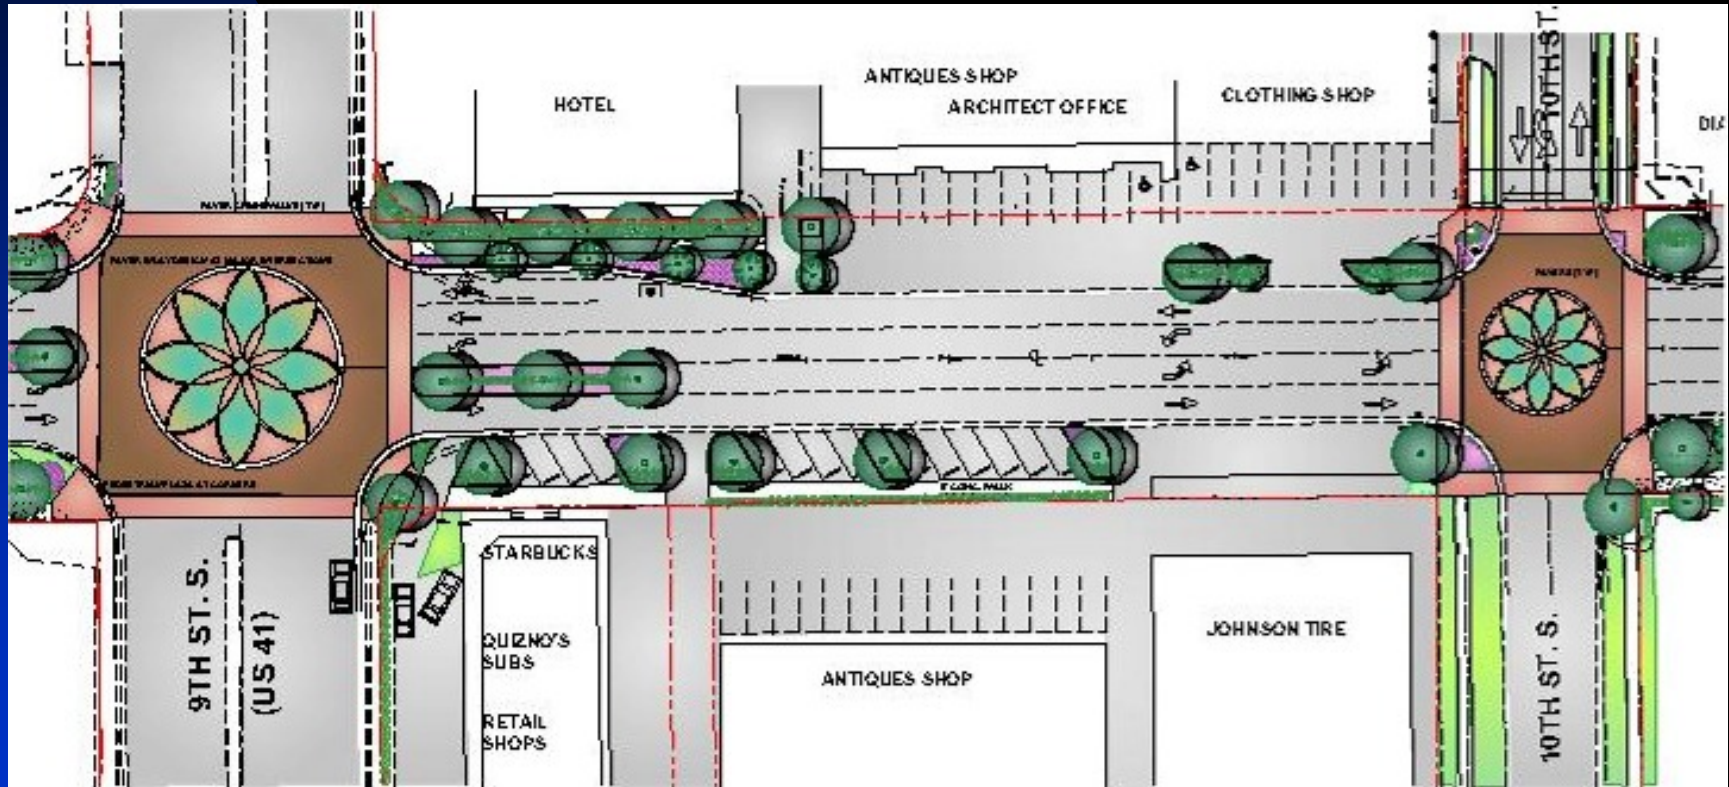 HOTEL
ANTIQUES SHOP
ARCHITECT OFFICE
CLOTHING SHOP
10TH ST.
STARBUCKS
QUIZNO'S
SUBS
RETAIL
SHOPS
9TH ST. S.
(US 41)
ANTIQUES SHOP
JOHNSON TIRE
10TH ST. S.